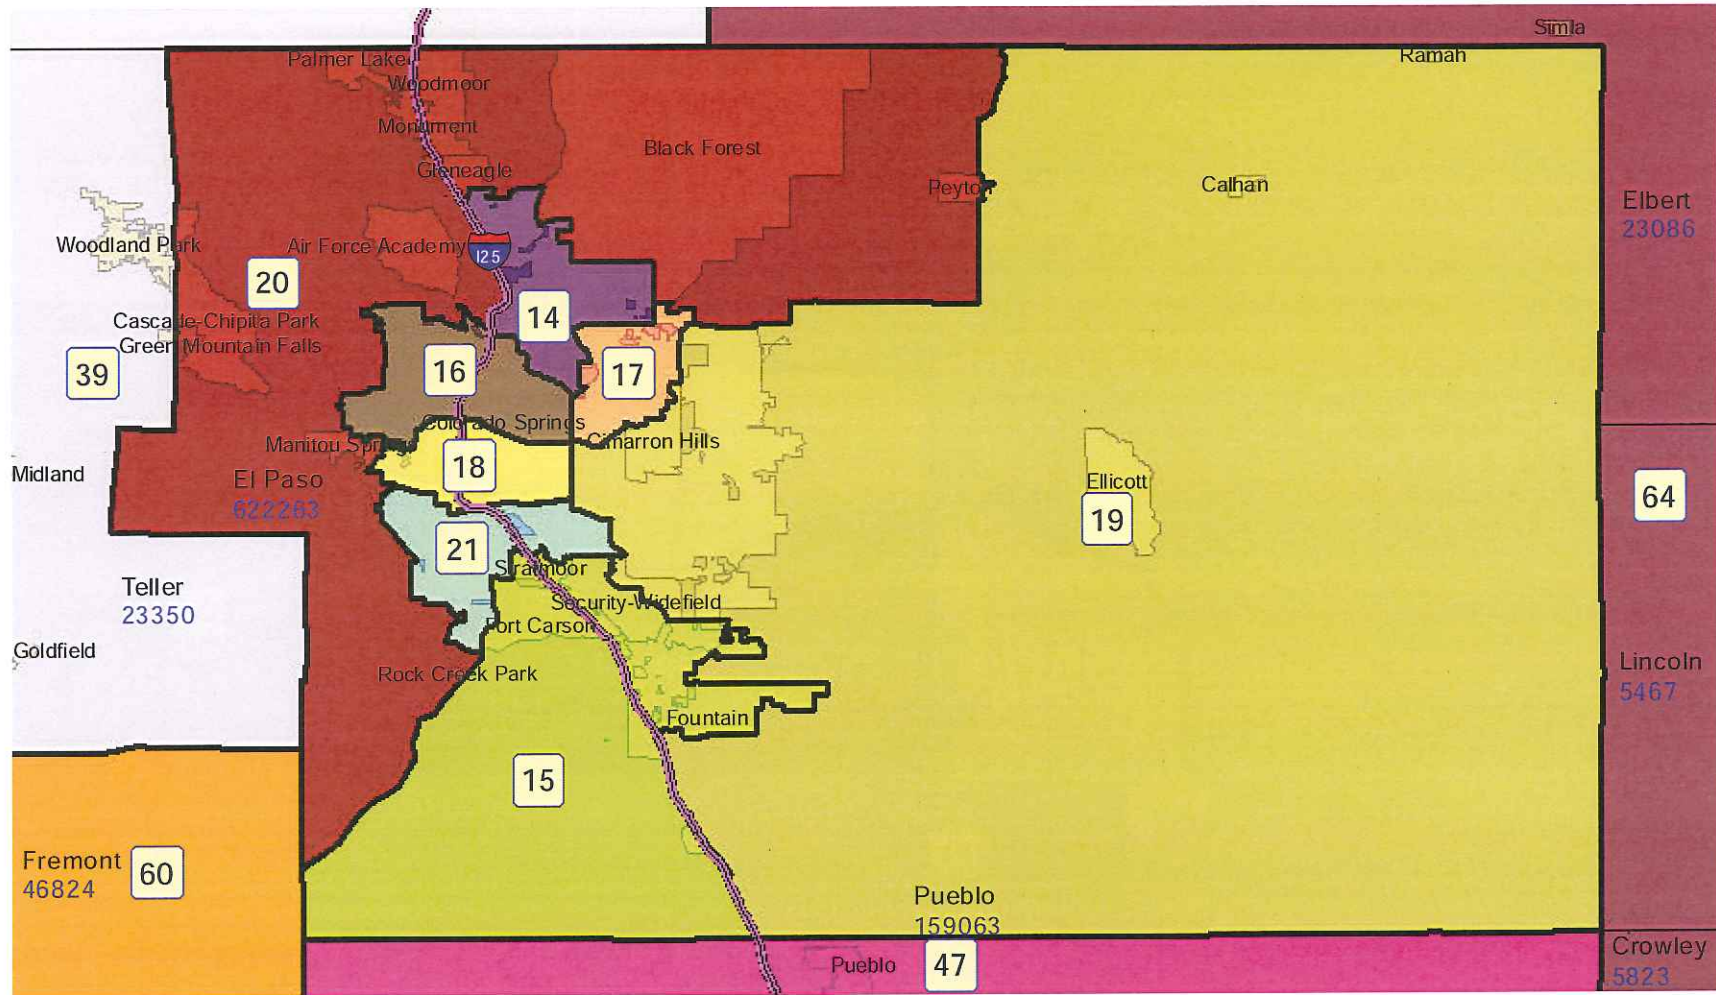 Simla
Ramah
Palmer Lake
Woodmoor
Monument
Gleneagle
Black Forest
Peyton
Calhan
Elbert
23086
Woodland Park
Air Force Academy
I25
20
14
Cascade-Chipita Park
Green Mountain Falls
39
16
17
Colorado Springs
Manitou Springs
Cimarron Hills
18
Midland
El Paso
622263
Ellicott
19
64
21
Stratmoor
Teller
23350
Security-Widefield
Fort Carson
Goldfield
Rock Creek Park
Lincoln
5467
Fountain
15
Fremont
46824
60
Pueblo
159063
Pueblo
47
Crowley
5823